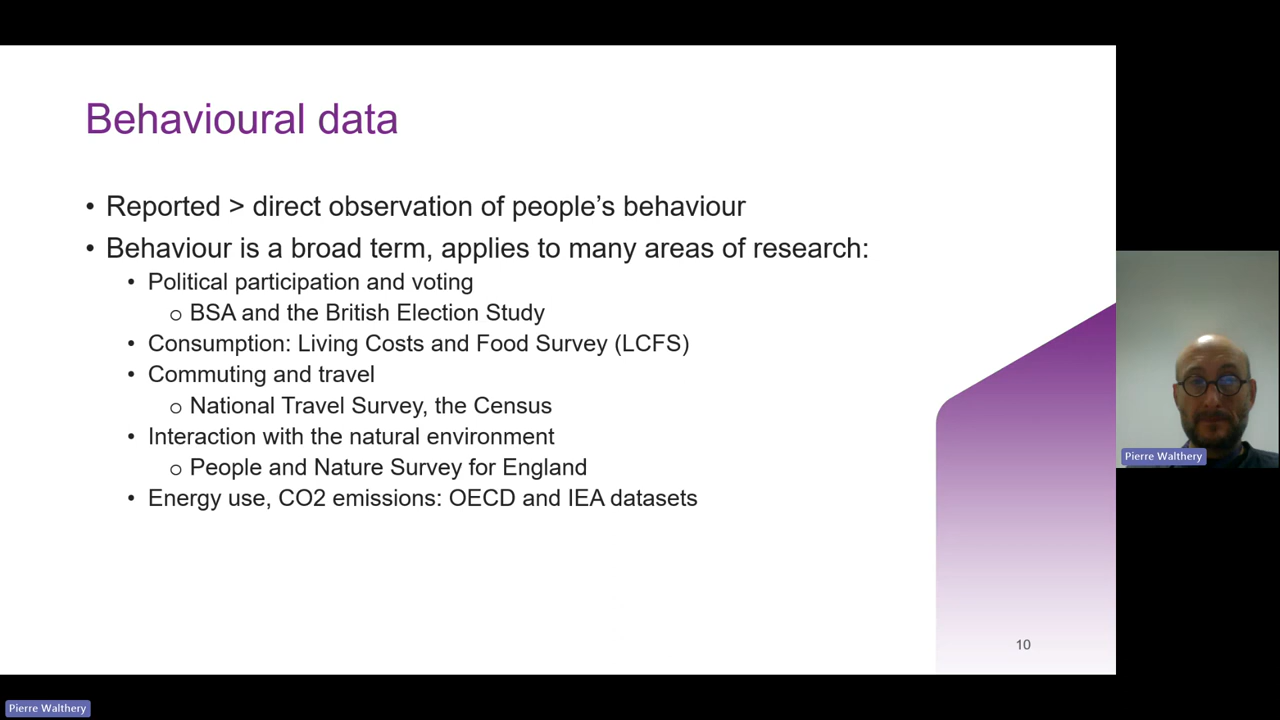 Behavioural data
• Reported > direct observation of people’s behaviour
• Behaviour is a broad term, applies to many areas of research:
• Political participation and voting
o BSA and the British Election Study
• Consumption: Living Costs and Food Survey (LCFS)
• Commuting and travel
o National Travel Survey, the Census
• Interaction with the natural environment
o People and Nature Survey for England
• Energy use, CO2 emissions: OECD and IEA datasets
10
Pierre Walthery
Pierre Walthery